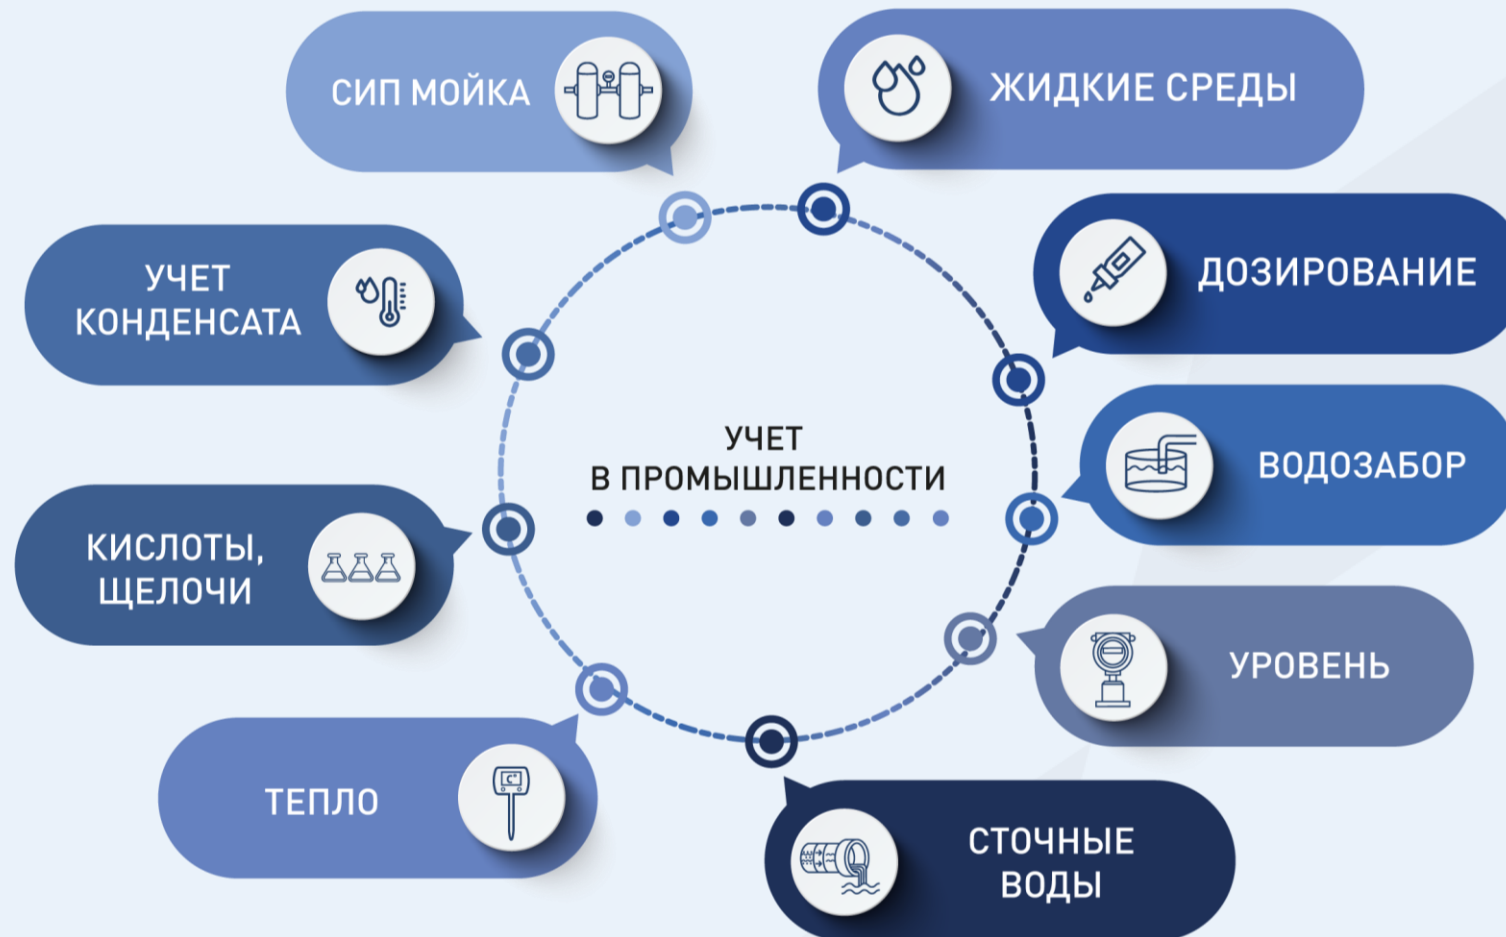 СИП МОЙКА
ЖИДКИЕ СРЕДЫ
УЧЕТ
КОНДЕНСАТА
ДОЗИРОВАНИЕ
УЧЕТ
В ПРОМЫШЛЕННОСТИ
ВОДОЗАБОР
КИСЛОТЫ,
ЩЕЛОЧИ
УРОВЕНЬ
ТЕПЛО
C°
СТОЧНЫЕ
ВОДЫ